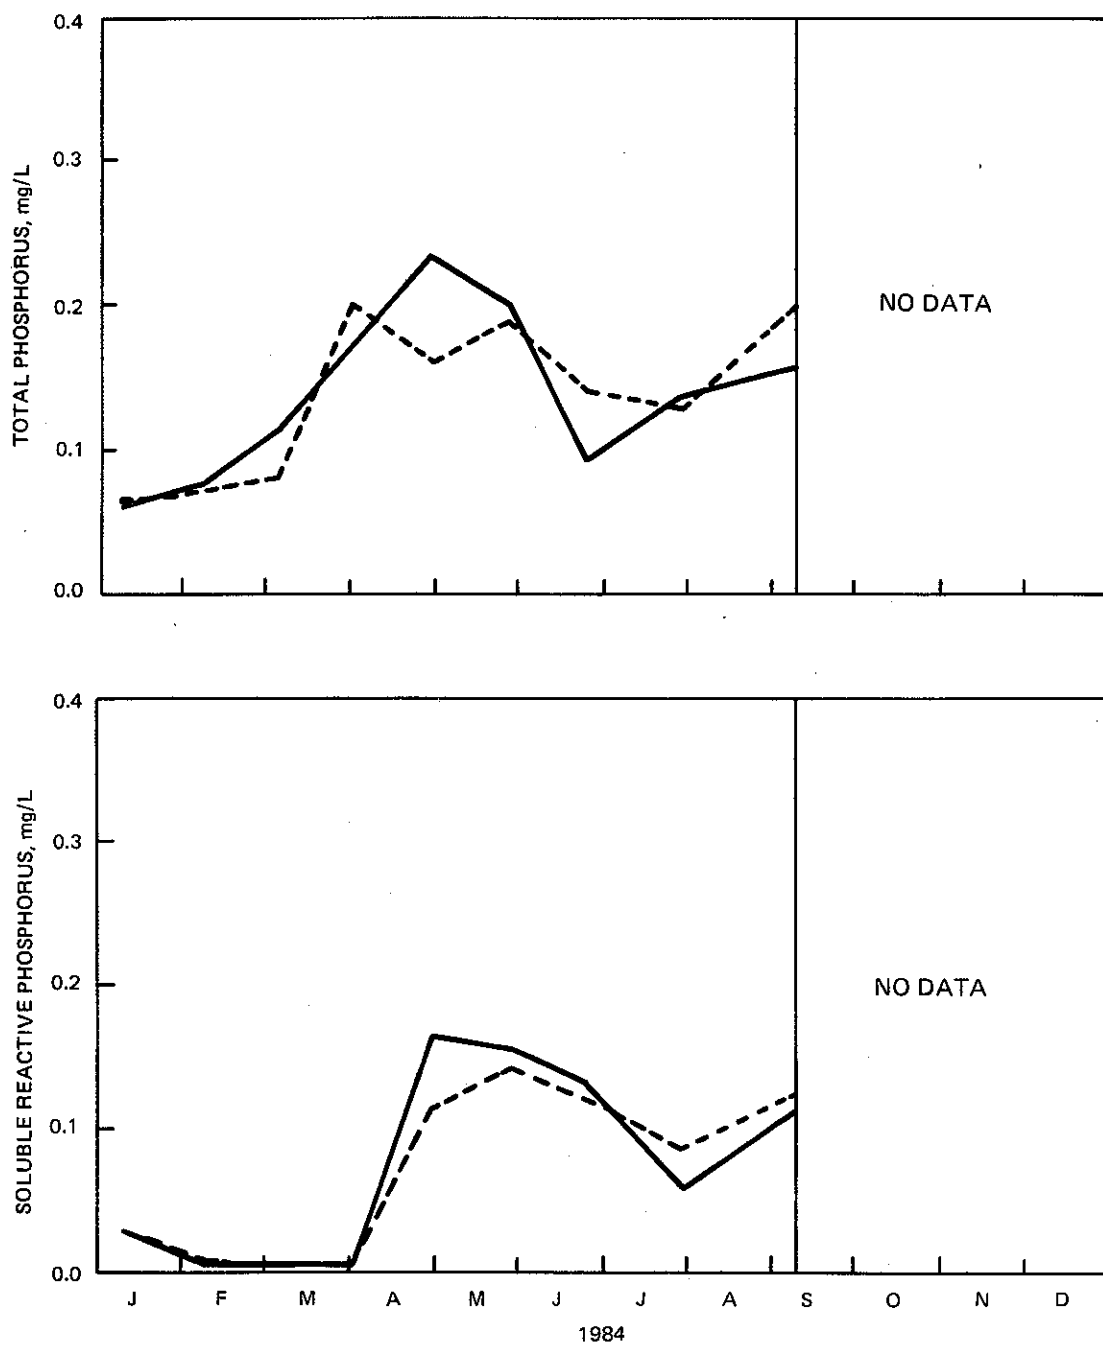 TOTAL PHOSPHORUS, mg/L
0.4
0.3
0.2
0.1
0.0
NO DATA
SOLUBLE REACTIVE PHOSPHORUS, mg/L
0.4
0.3
0.2
0.1
0.0
NO DATA
J F M A M J J A S O N D
1984